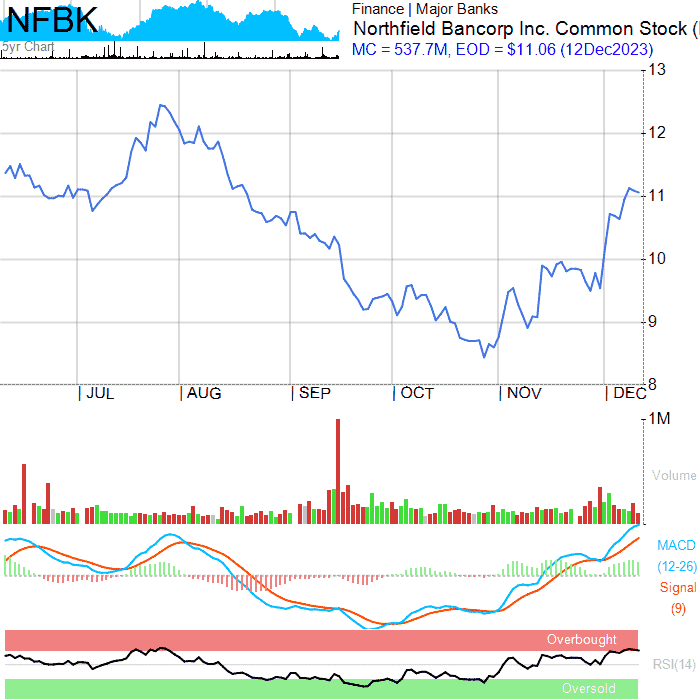 NFBK
5yr Chart
Finance | Major Banks
Northfield Bancorp Inc. Common Stock (
MC = 537.7M, EOD = $11.06 (12Dec2023)
13
12
11
10
9
8
JUL AUG SEP OCT NOV DEC
1M
Volume
MACD
(12-26)
Signal
(9)
Overbought
RSI(14)
Oversold